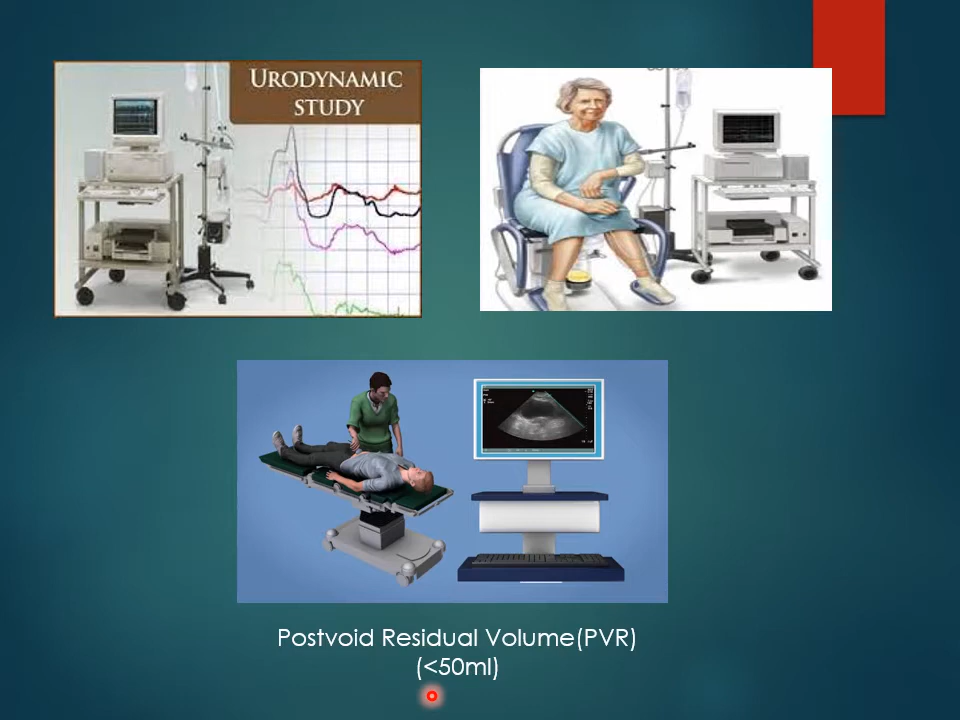 URODYNAMIC
STUDY
Postvoid Residual Volume(PVR)
(<50ml)